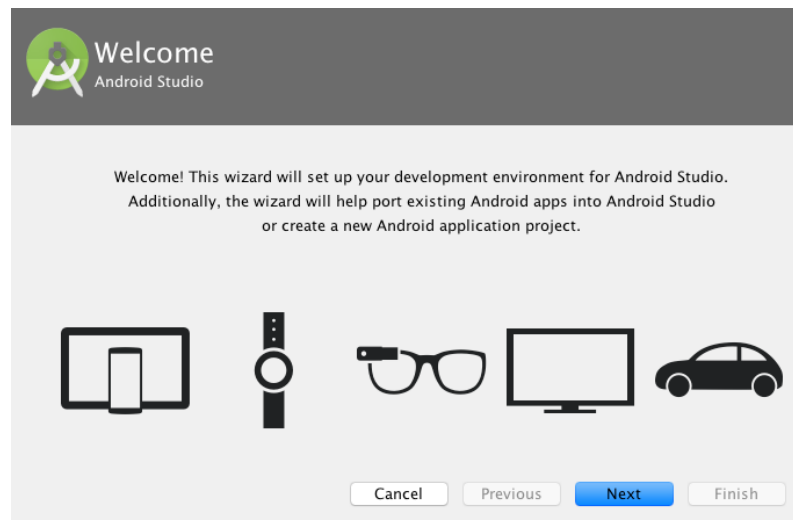 Welcome
Android Studio
Welcome! This wizard will set up your development environment for Android Studio.
Additionally, the wizard will help port existing Android apps into Android Studio
or create a new Android application project.
Cancel
Previous
Next
Finish